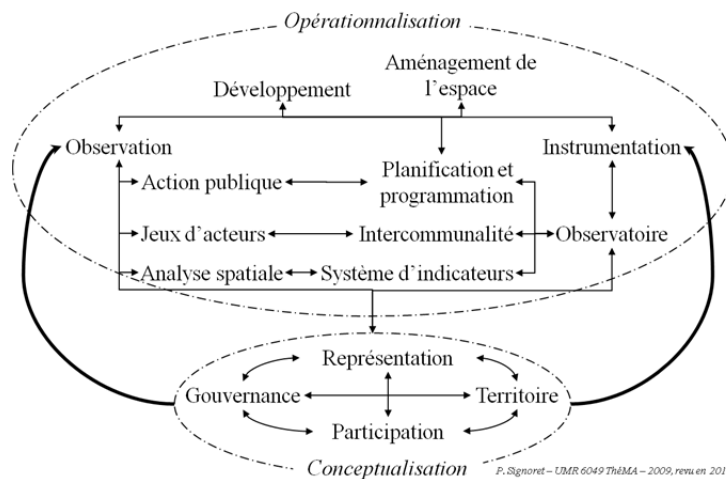 Opérationnalisation
Aménagement de
l'espace
Développement
Observation
Instrumentation
Action publique
Planification et
programmation
Jeux d'acteurs
Intercommunalité
Observatoire
Analyse spatiale
Système d'indicateurs
Représentation
Gouvernance
Territoire
Participation
Conceptualisation
P. Signoret – UMR 6049 ThéMA – 2009, revu en 201